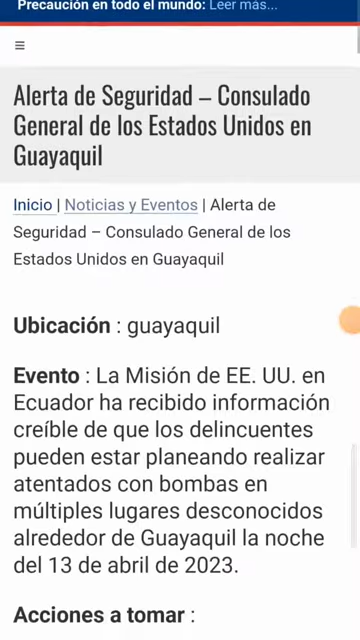 Precaución en todo el mundo: Leer más...
≡
Alerta de Seguridad – Consulado
General de los Estados Unidos en
Guayaquil
Inicio | Noticias y Eventos | Alerta de
Seguridad – Consulado General de los
Estados Unidos en Guayaquil
Ubicación : guayaquil
Evento : La Misión de EE. UU. en
Ecuador ha recibido información
creíble de que los delincuentes
pueden estar planeando realizar
atentados con bombas en
múltiples lugares desconocidos
alrededor de Guayaquil la noche
del 13 de abril de 2023.
Acciones a tomar :